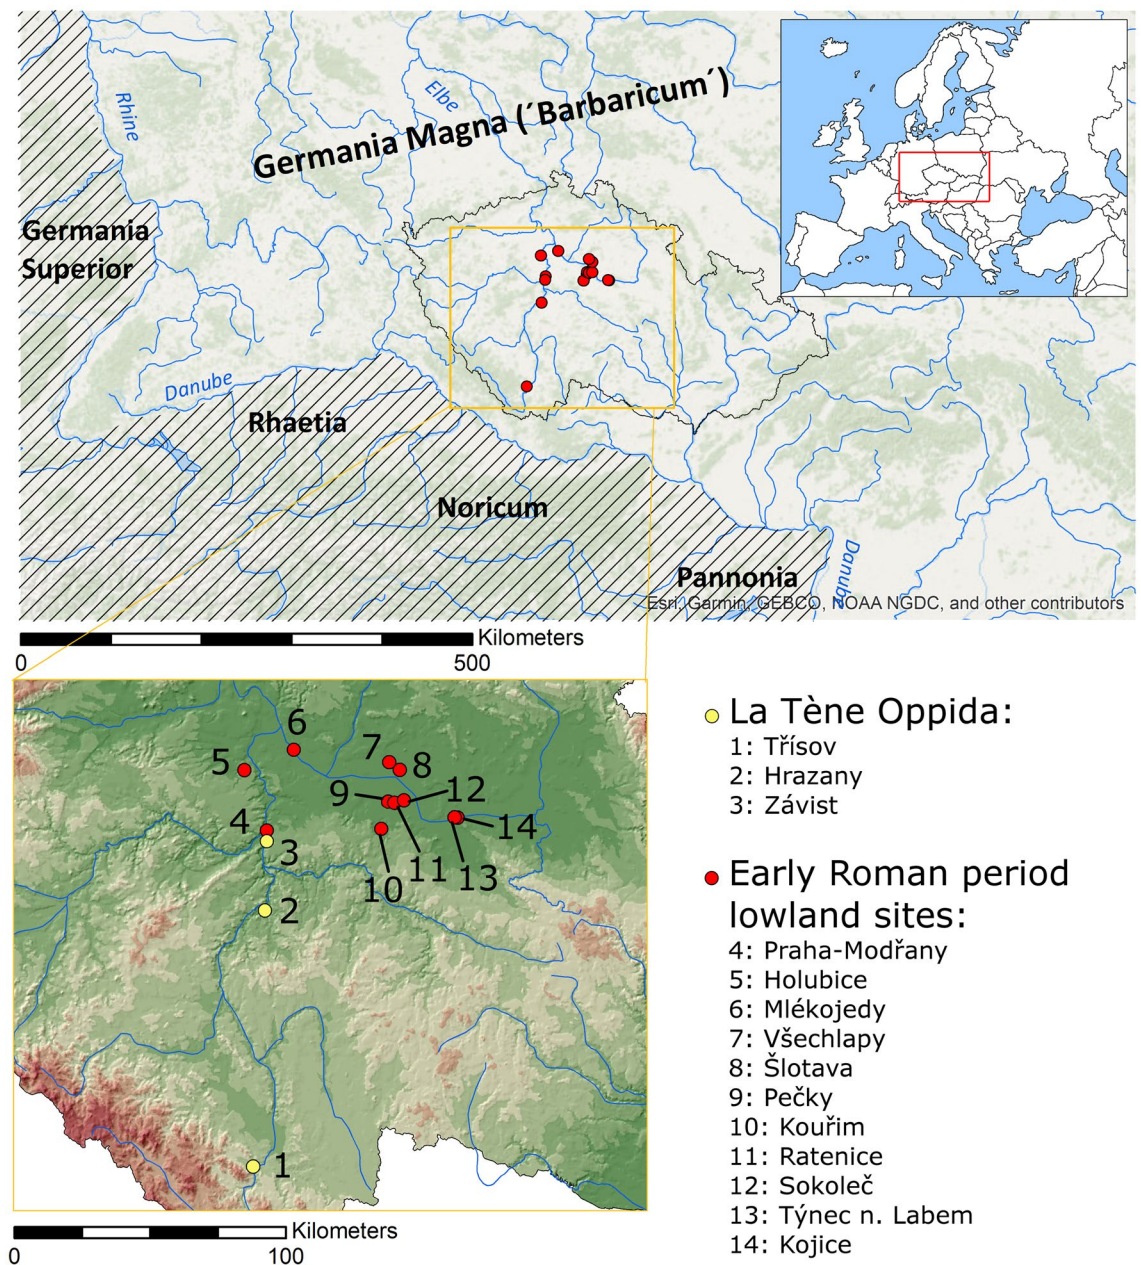 Rhine
Elbe
Germania Magna (´Barbaricum´)
Germania
Superior
Danube
Rhaetia
Noricum
Pannonia
Danube
Esri, Garmin, GEBCO, NOAA NGDC, and other contributors
Kilometers
0 500
6
5
7
8
9
12
4
3
14
11
13
10
2
1
Kilometers
0 100
La Tène Oppida:
1: Třísov
2: Hrazany
3: Závist
Early Roman period
lowland sites:
4: Praha-Modřany
5: Holubice
6: Mlékojedy
7: Všechlapy
8: Šlotava
9: Pečky
10: Kouřim
11: Ratenice
12: Sokoleč
13: Týnec n. Labem
14: Kojice